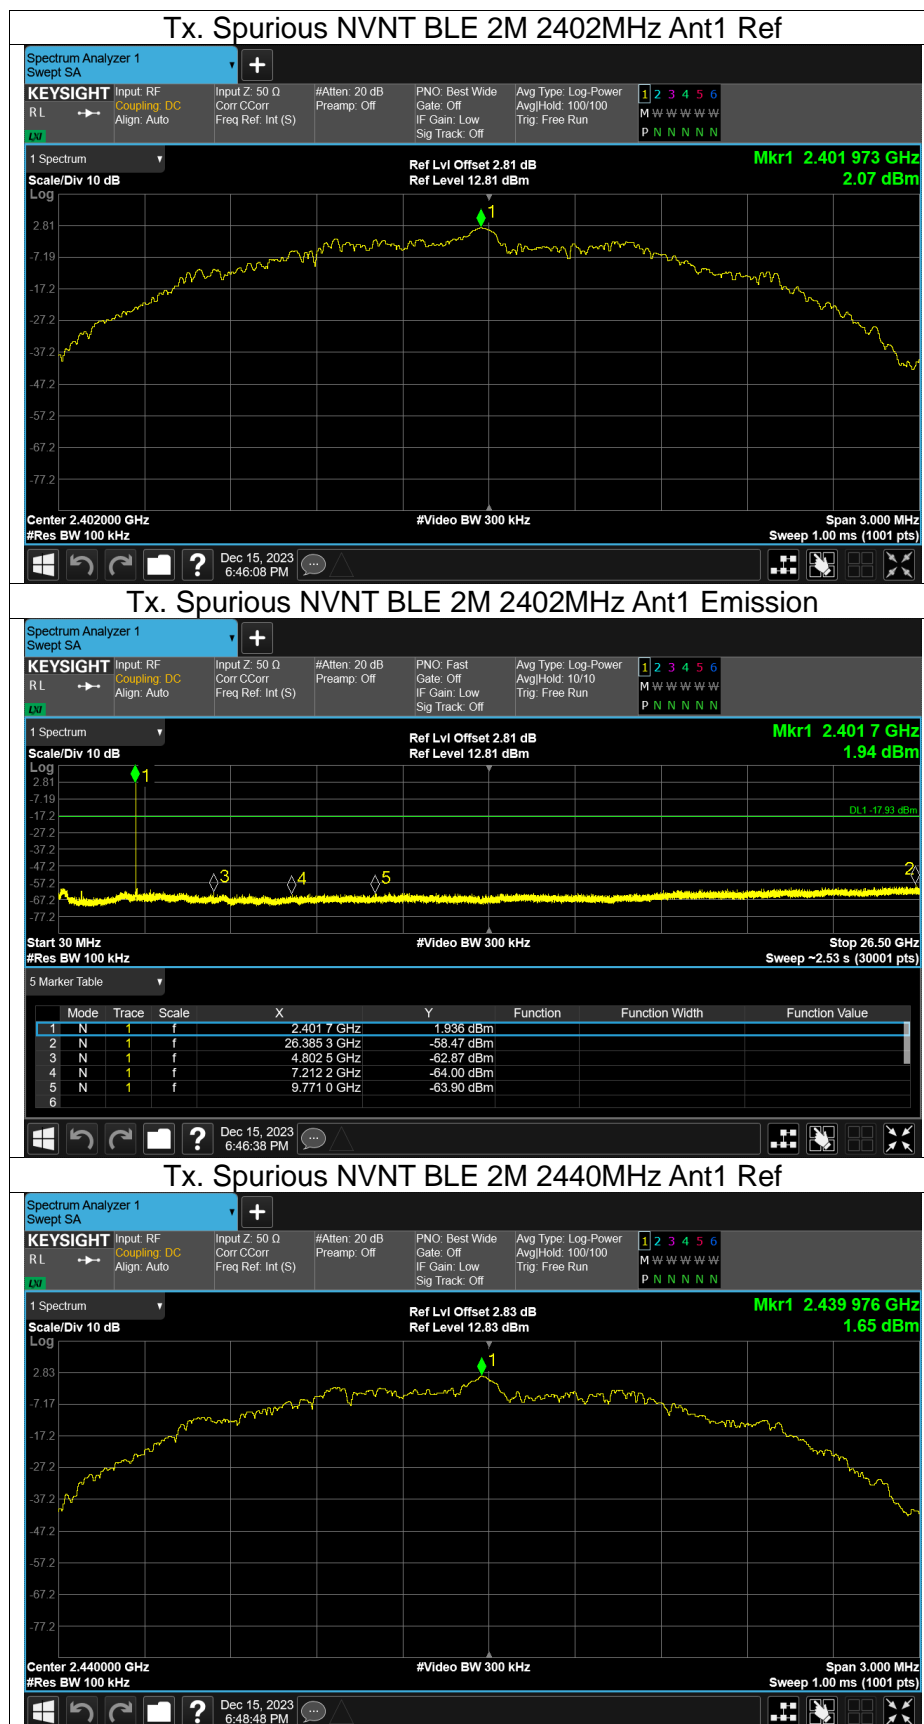 Tx. Spurious NVNT BLE 2M 2402MHz Ant1 Ref
Spectrum Analyzer 1
Swept SA
KEYSIGHT Input: RF Input Z: 50 Ω #Atten: 20 dB PNO: Best Wide Avg Type: Log-Power 1 2 3 4 5 6
R L Coupling: DC Corr CCorr Preamp: Off Gate: Off Avg|Hold: 100/100 M W W W W W
Align: Auto Freq Ref: Int (S) IF Gain: Low Trig: Free Run
LXI Sig Track: Off P N N N N N
1 Spectrum
Ref Lvl Offset 2.81 dB Mkr1 2.401 973 GHz
Scale/Div 10 dB Ref Level 12.81 dBm 2.07 dBm
Log
1
2.81
-7.19
-17.2
-27.2
-37.2
-47.2
-57.2
-67.2
-77.2
Center 2.402000 GHz #Video BW 300 kHz Span 3.000 MHz
#Res BW 100 kHz Sweep 1.00 ms (1001 pts)
Dec 15, 2023
6:46:08 PM
Tx. Spurious NVNT BLE 2M 2402MHz Ant1 Emission
Spectrum Analyzer 1
Swept SA
KEYSIGHT Input: RF Input Z: 50 Ω #Atten: 20 dB PNO: Fast Avg Type: Log-Power 1 2 3 4 5 6
R L Coupling: DC Corr CCorr Preamp: Off Gate: Off Avg|Hold: 10/10 M W W W W W
Align: Auto Freq Ref: Int (S) IF Gain: Low Trig: Free Run
LXI Sig Track: Off P N N N N N
1 Spectrum
Ref Lvl Offset 2.81 dB Mkr1 2.401 7 GHz
Scale/Div 10 dB Ref Level 12.81 dBm 1.94 dBm
Log
1
2.81
-7.19
-17.2 DL1 -17.93 dBm
-27.2
-37.2
-47.2
-57.2 3 4 5 2
-67.2
-77.2
Start 30 MHz #Video BW 300 kHz Stop 26.50 GHz
#Res BW 100 kHz Sweep ~2.53 s (30001 pts)
5 Marker Table
Mode Trace Scale X Y Function Function Width Function Value
1 N 1 f 2.401 7 GHz 1.936 dBm
2 N 1 f 26.385 3 GHz -58.47 dBm
3 N 1 f 4.802 5 GHz -62.87 dBm
4 N 1 f 7.212 2 GHz -64.00 dBm
5 N 1 f 9.771 0 GHz -63.90 dBm
6
Dec 15, 2023
6:46:38 PM
Tx. Spurious NVNT BLE 2M 2440MHz Ant1 Ref
Spectrum Analyzer 1
Swept SA
KEYSIGHT Input: RF Input Z: 50 Ω #Atten: 20 dB PNO: Best Wide Avg Type: Log-Power 1 2 3 4 5 6
R L Coupling: DC Corr CCorr Preamp: Off Gate: Off Avg|Hold: 100/100 M W W W W W
Align: Auto Freq Ref: Int (S) IF Gain: Low Trig: Free Run
LXI Sig Track: Off P N N N N N
1 Spectrum
Ref Lvl Offset 2.83 dB Mkr1 2.439 976 GHz
Scale/Div 10 dB Ref Level 12.83 dBm 1.65 dBm
Log
1
2.83
-7.17
-17.2
-27.2
-37.2
-47.2
-57.2
-67.2
-77.2
Center 2.440000 GHz #Video BW 300 kHz Span 3.000 MHz
#Res BW 100 kHz Sweep 1.00 ms (1001 pts)
Dec 15, 2023
6:48:48 PM